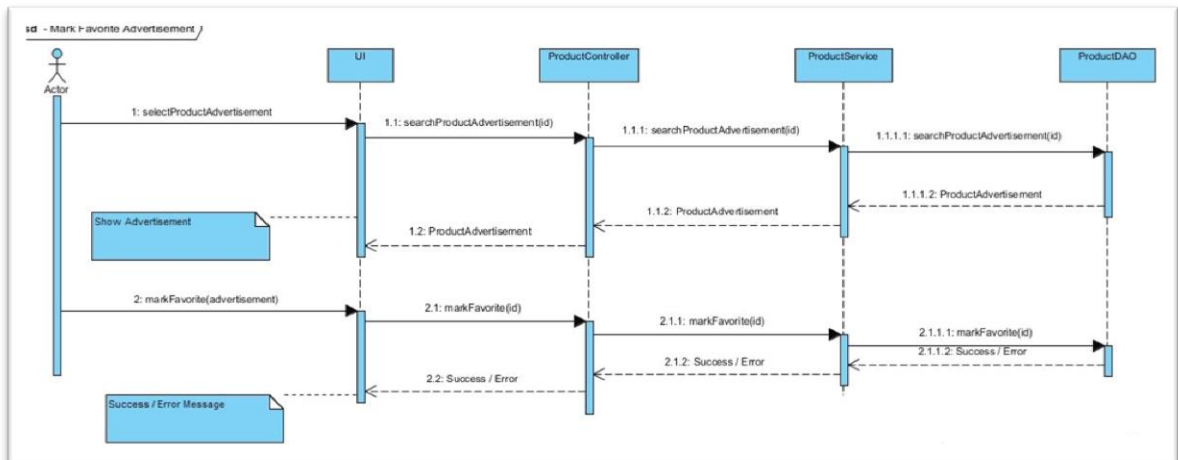 sd - Mark Favorite Advertisement
Actor
UI
ProductController
ProductService
ProductDAO
1: selectProductAdvertisement
1.1: searchProductAdvertisement(id)
1.1.1: searchProductAdvertisement(id)
1.1.1.1: searchProductAdvertisement(id)
1.1.1.2: ProductAdvertisement
1.1.2: ProductAdvertisement
1.2: ProductAdvertisement
Show Advertisement
2: markFavorite(advertisement)
2.1: markFavorite(id)
2.1.1: markFavorite(id)
2.1.1.1: markFavorite(id)
2.1.1.2: Success / Error
2.1.2: Success / Error
2.2: Success / Error
Success / Error Message